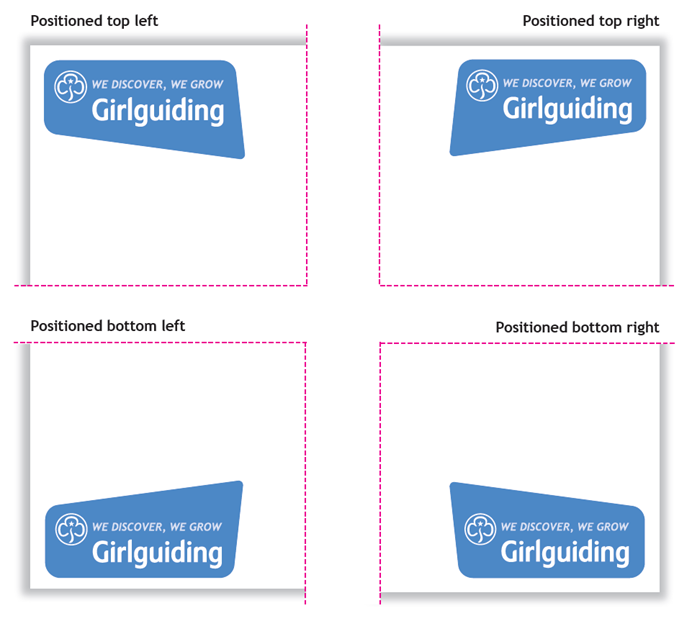 Positioned top left
WE DISCOVER, WE GROW
Girlguiding
Positioned top right
WE DISCOVER, WE GROW
Girlguiding
Positioned bottom left
WE DISCOVER, WE GROW
Girlguiding
Positioned bottom right
WE DISCOVER, WE GROW
Girlguiding